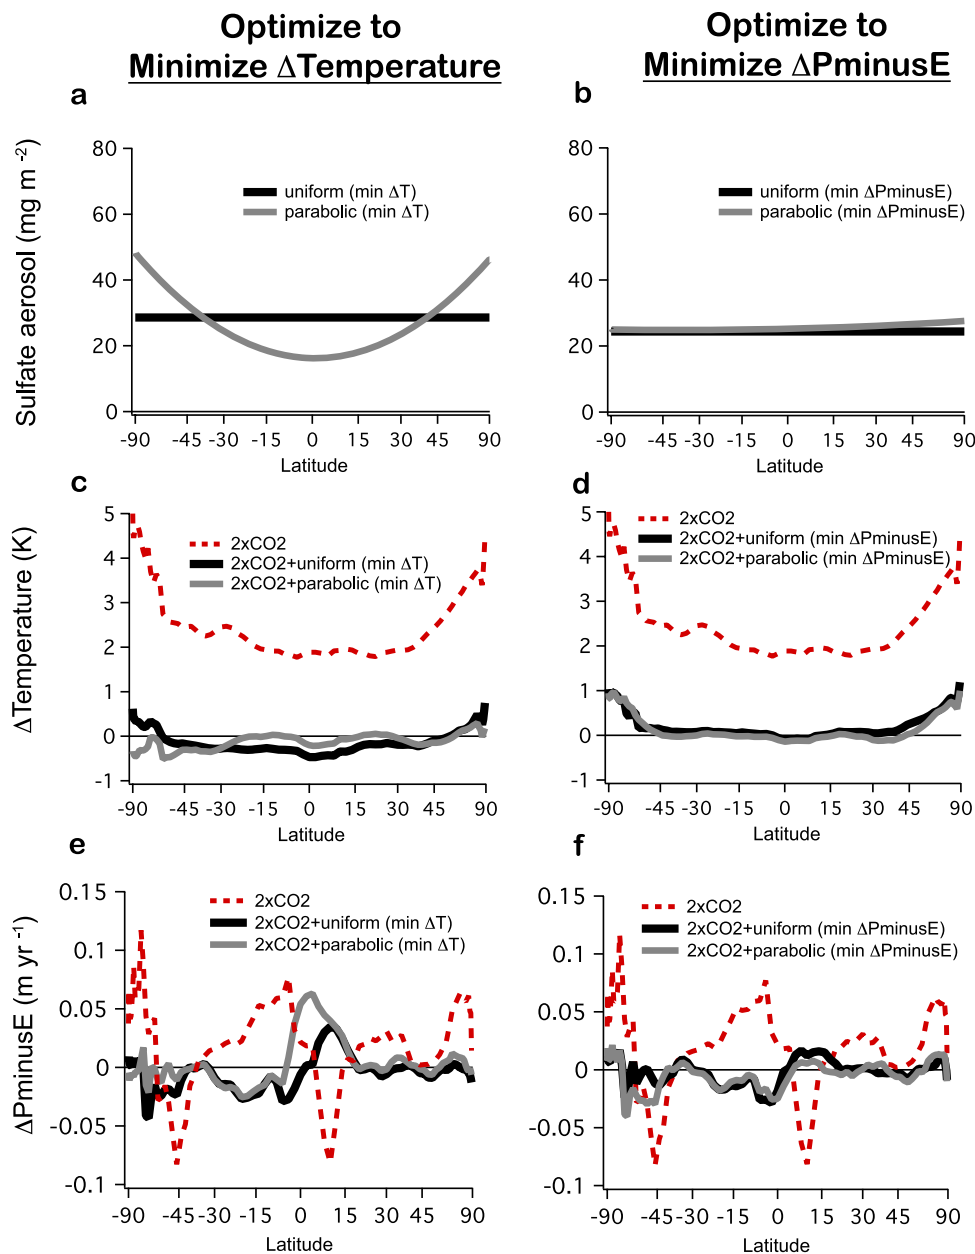 Optimize to
Minimize ΔTemperature
Optimize to
Minimize ΔPminusE
a
80
60
40
20
0
Sulfate aerosol (mg m -2)
uniform (min ΔT)
parabolic (min ΔT)
-90 -45 -30 -15 0 15 30 45 90
Latitude
b
80
60
40
20
0
uniform (min ΔPminusE)
parabolic (min ΔPminusE)
-90 -45 -30 -15 0 15 30 45 90
Latitude
c
5
4
3
2
1
0
-1
ΔTemperature (K)
2xCO2
2xCO2+uniform (min ΔT)
2xCO2+parabolic (min ΔT)
-90 -45 -30 -15 0 15 30 45 90
Latitude
d
5
4
3
2
1
0
-1
2xCO2
2xCO2+uniform (min ΔPminusE)
2xCO2+parabolic (min ΔPminusE)
-90 -45 -30 -15 0 15 30 45 90
Latitude
e
0.15
0.1
0.05
0
-0.05
-0.1
ΔPminusE (m yr -1)
2xCO2
2xCO2+uniform (min ΔT)
2xCO2+parabolic (min ΔT)
-90 -45 -30 -15 0 15 30 45 90
Latitude
f
0.15
0.1
0.05
0
-0.05
-0.1
2xCO2
2xCO2+uniform (min ΔPminusE)
2xCO2+parabolic (min ΔPminusE)
-90 -45 -30 -15 0 15 30 45 90
Latitude